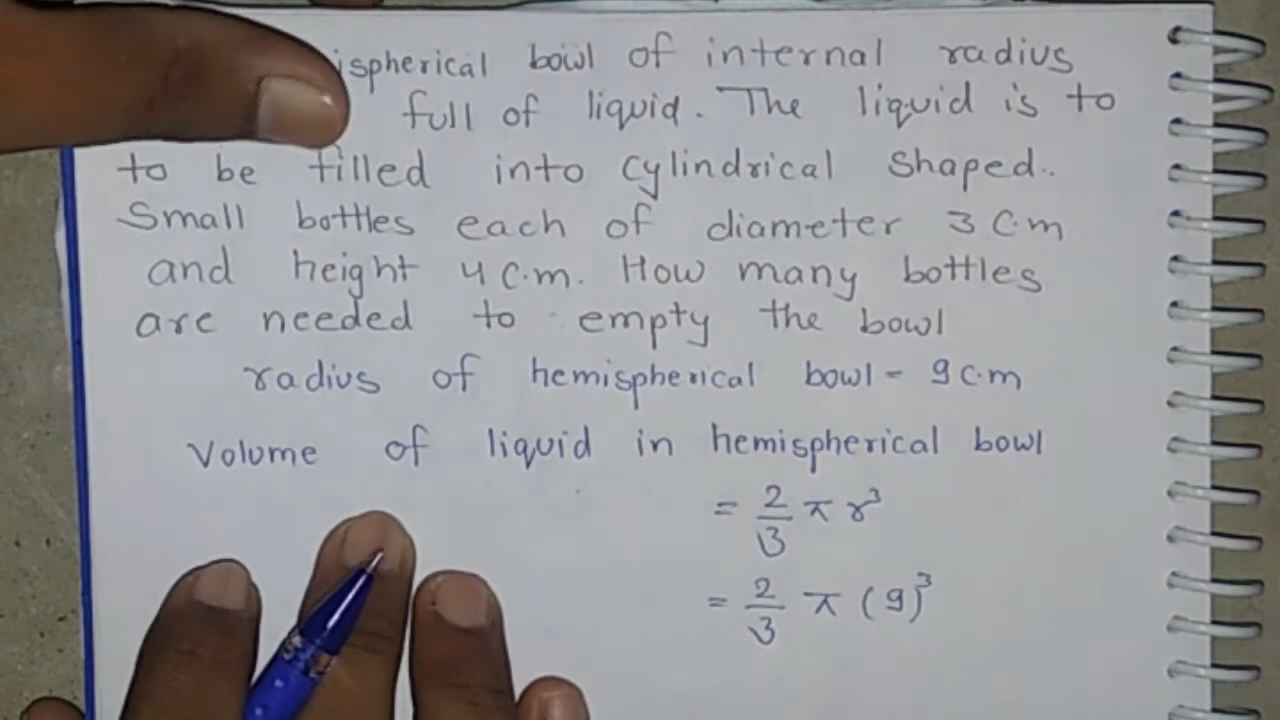 ispherical bowl of internal radius
full of liquid. The liquid is to
to be filled into Cylindrical Shaped..
Small bottles each of diameter 3 C.m
and height 4 C.m. How many bottles
are needed to empty the bowl
radius of hemispherical bowl = 9 c.m
Volume of liquid in hemispherical bowl
= 2/3 π r³
= 2/3 π (9)³